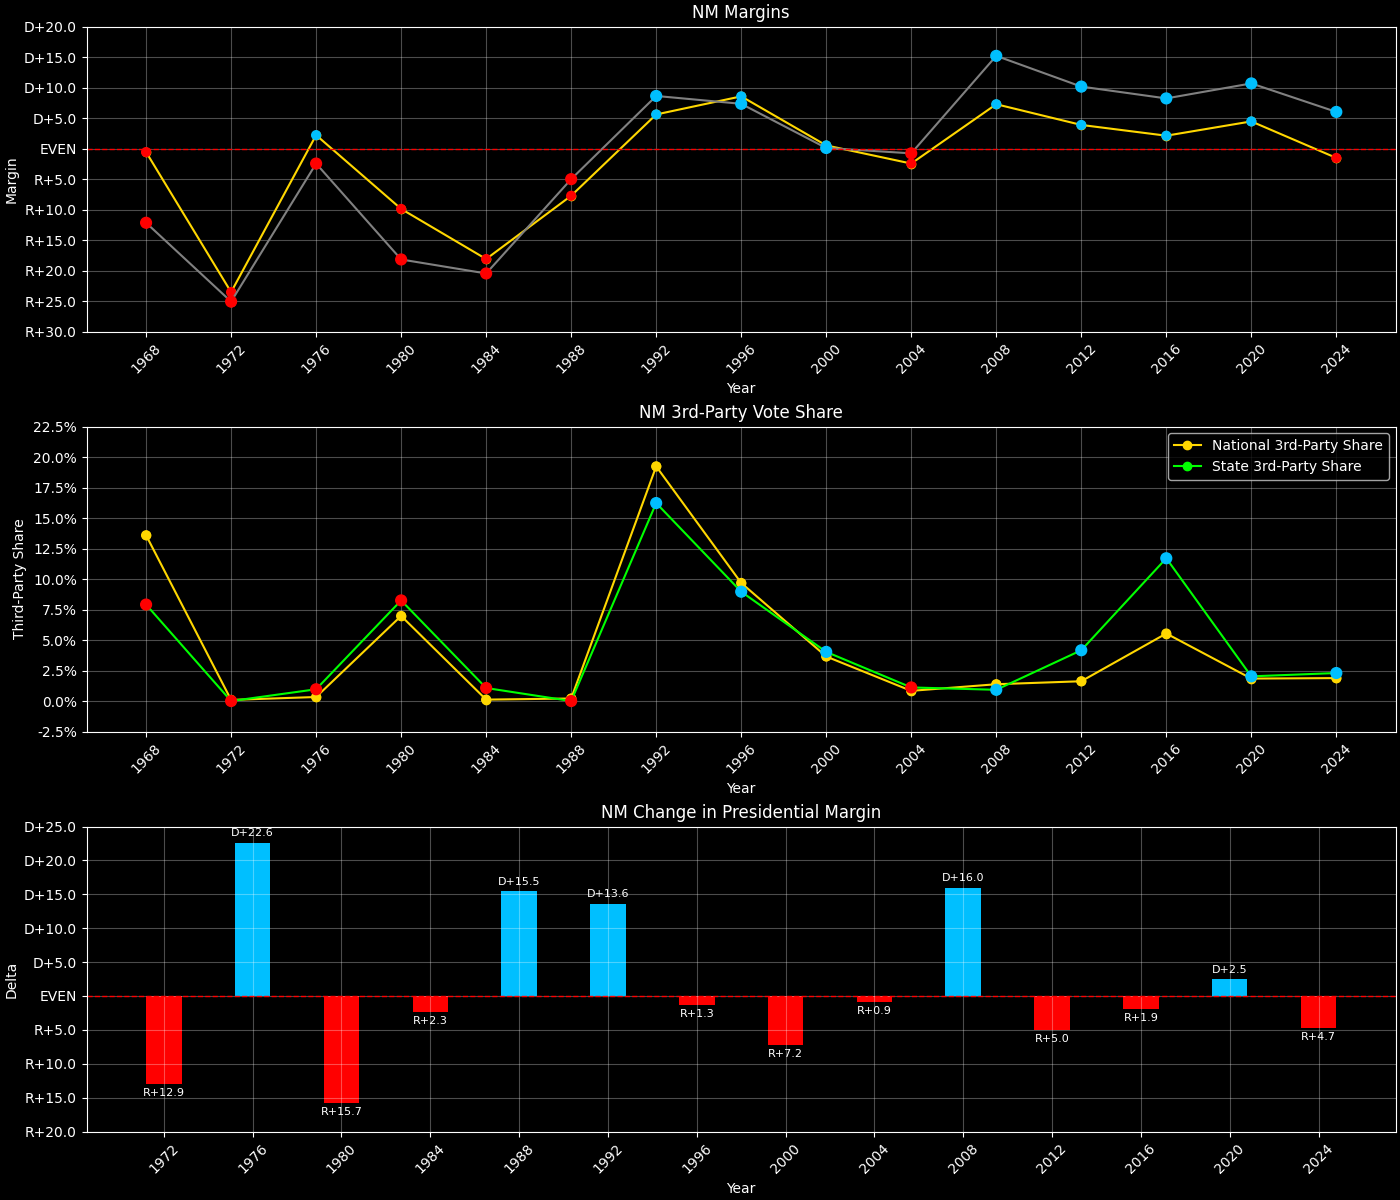 NM Margins
D+20.0
D+15.0
D+10.0
D+5.0
EVEN
R+5.0
R+10.0
R+15.0
R+20.0
R+25.0
R+30.0
Margin
1968 1972 1976 1980 1984 1988 1992 1996 2000 2004 2008 2012 2016 2020 2024
Year
NM 3rd-Party Vote Share
22.5%
20.0%
17.5%
15.0%
12.5%
10.0%
7.5%
5.0%
2.5%
0.0%
-2.5%
Third-Party Share
National 3rd-Party Share
State 3rd-Party Share
1968 1972 1976 1980 1984 1988 1992 1996 2000 2004 2008 2012 2016 2020 2024
Year
NM Change in Presidential Margin
D+25.0
D+20.0
D+15.0
D+10.0
D+5.0
EVEN
R+5.0
R+10.0
R+15.0
R+20.0
Delta
R+12.9
D+22.6
R+15.7
R+2.3
D+15.5
D+13.6
R+1.3
R+7.2
R+0.9
D+16.0
R+5.0
R+1.9
D+2.5
R+4.7
1972 1976 1980 1984 1988 1992 1996 2000 2004 2008 2012 2016 2020 2024
Year